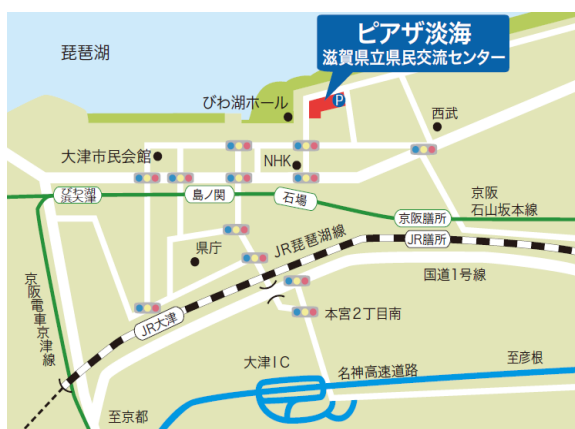 ピアザ淡海
滋賀県立県民交流センター
琵琶湖
P
びわ湖ホール
西武
大津市民会館
NHK
びわ湖
浜大津
島ノ関
石場
京阪
石山坂本線
京阪膳所
県庁
JR琵琶湖線
JR膳所
国道1号線
京阪電車京津線
JR大津
本宮2丁目南
大津IC
名神高速道路
至彦根
至京都